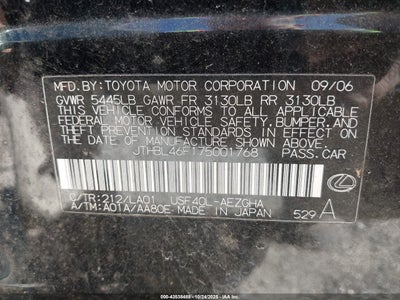 MFD.BY:TOYOTA MOTOR CORPORATION 09/06
GVWR 5445LB GAWR FR 3130LB RR 3130LB
THIS VEHICLE CONFORMS TO ALL APPLICABLE
FEDERAL MOTOR VEHICLE SAFETY, BUMPER, AND
THEFT PREVENTION STANDARDS IN EFFECT ON
THE DATE OF MANUFACTURE SHOWN ABOVE.
JTHBL46F175001768 PASS.CAR
C/TR:212/LA01 USF40L-AEZGHA
A/TM:A01A/AA80E MADE IN JAPAN 529 A
000-43538469 - 10/24/2025 - IAAI